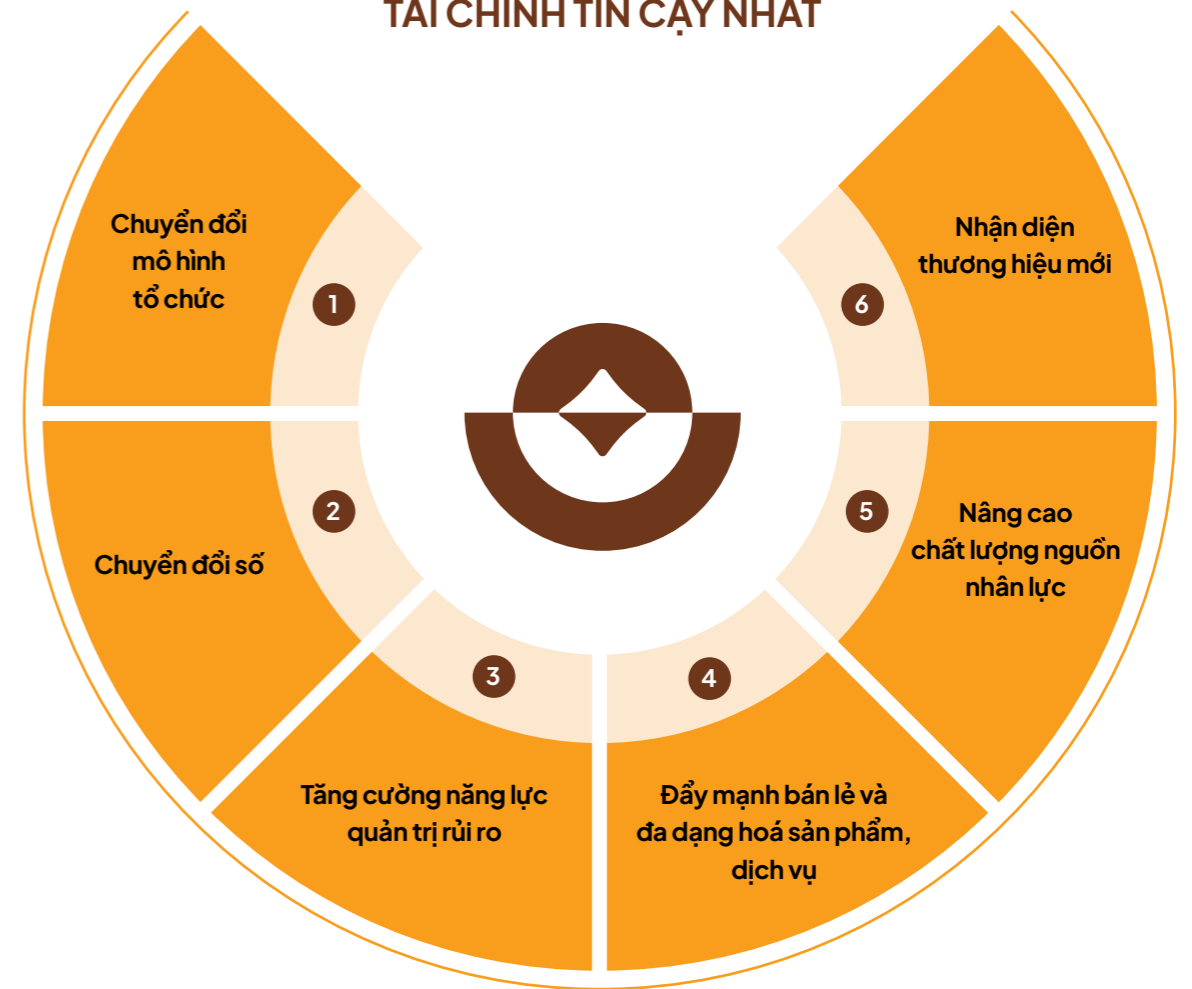 TÀI CHÍNH TIN CẬY NHẤT
Chuyển đổi
mô hình
tổ chức
1
2
Chuyển đổi số
3
Tăng cường năng lực
quản trị rủi ro
4
Đẩy mạnh bán lẻ và
đa dạng hoá sản phẩm,
dịch vụ
5
Nâng cao
chất lượng nguồn
nhân lực
6
Nhận diện
thương hiệu mới